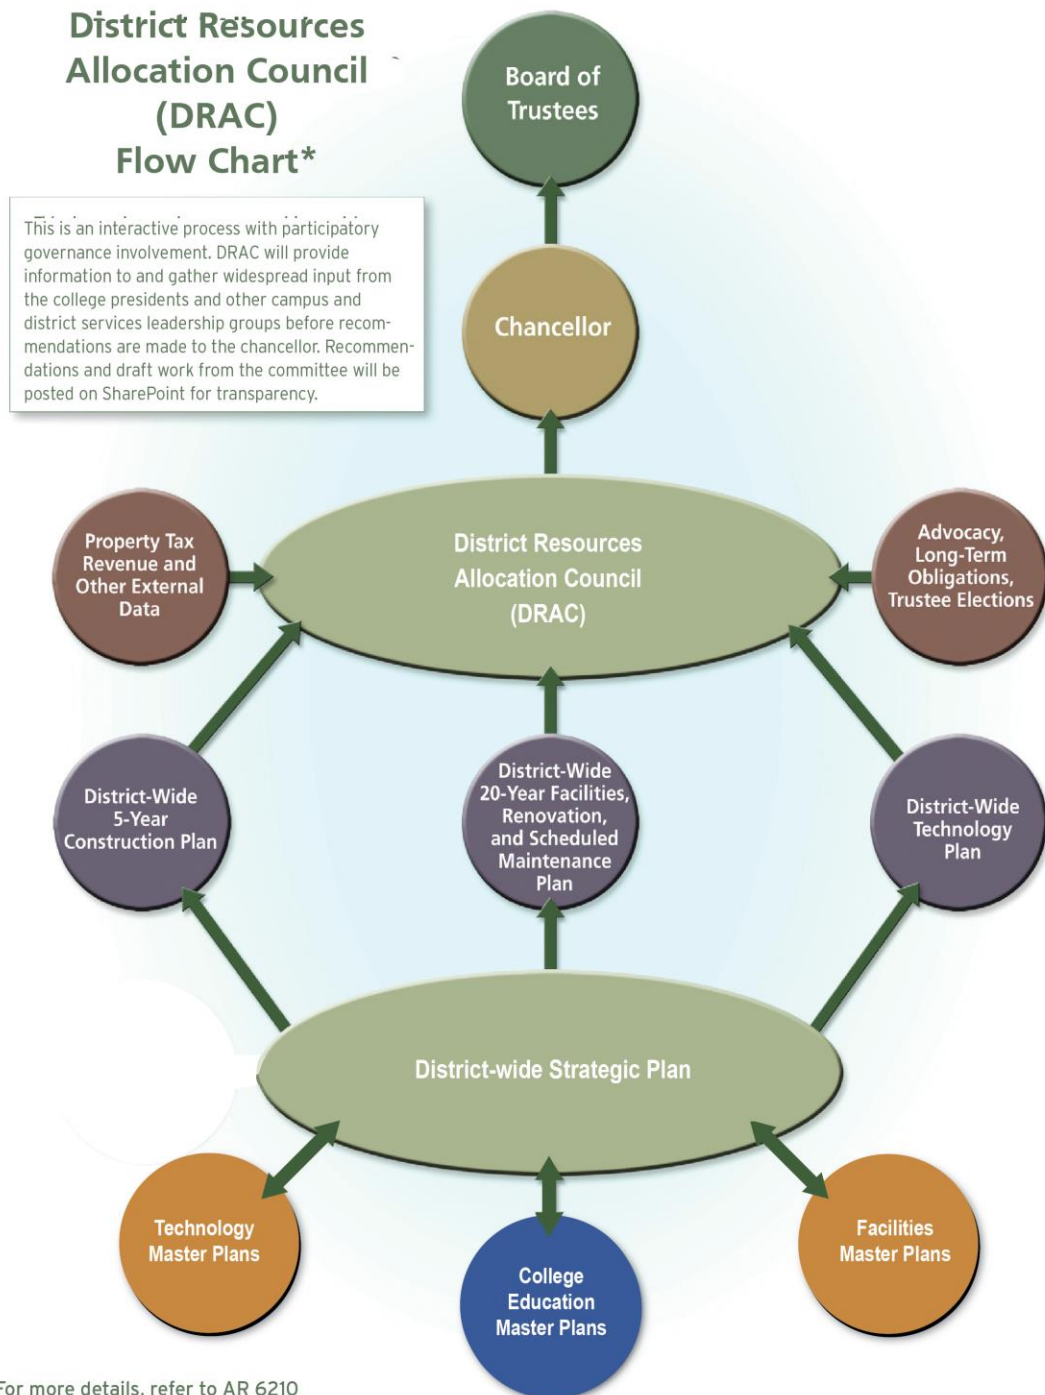 District Resources
Allocation Council
(DRAC)
Flow Chart*
This is an interactive process with participatory
governance involvement. DRAC will provide
information to and gather widespread input from
the college presidents and other campus and
district services leadership groups before recom-
mendations are made to the chancellor. Recommen-
dations and draft work from the committee will be
posted on SharePoint for transparency.
Board of
Trustees
Chancellor
Property Tax
Revenue and
Other External
Data
District Resources
Allocation Council
(DRAC)
Advocacy,
Long-Term
Obligations,
Trustee Elections
District-Wide
5-Year
Construction Plan
District-Wide
20-Year Facilities,
Renovation,
and Scheduled
Maintenance
Plan
District-Wide
Technology
Plan
District-wide Strategic Plan
Technology
Master Plans
College
Education
Master Plans
Facilities
Master Plans
For more details, refer to AR 6210